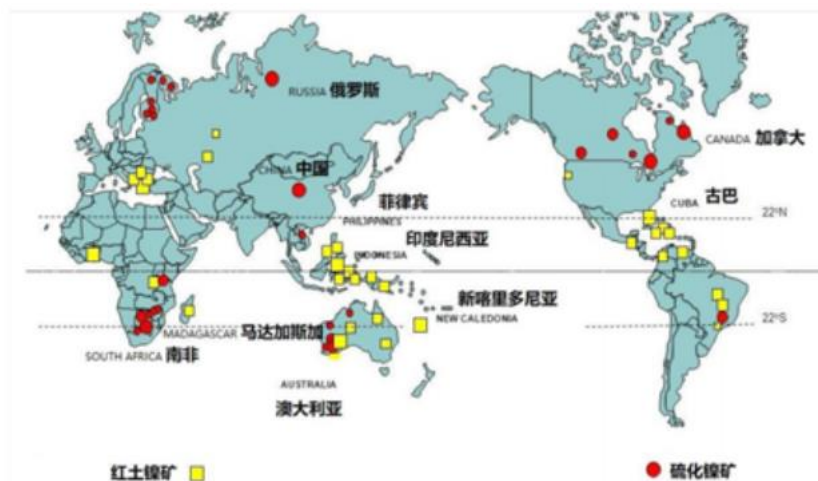 RUSSIA 俄罗斯
CANADA 加拿大
CHINA 中国
菲律宾
PHILIPPINES
古巴
CUBA
22°N
印度尼西亚
INDONESIA
新喀里多尼亚
NEW CALEDONIA
22°S
MADAGASCAR 马达加斯加
SOUTH AFRICA 南非
AUSTRALIA
澳大利亚
红土镍矿
硫化镍矿